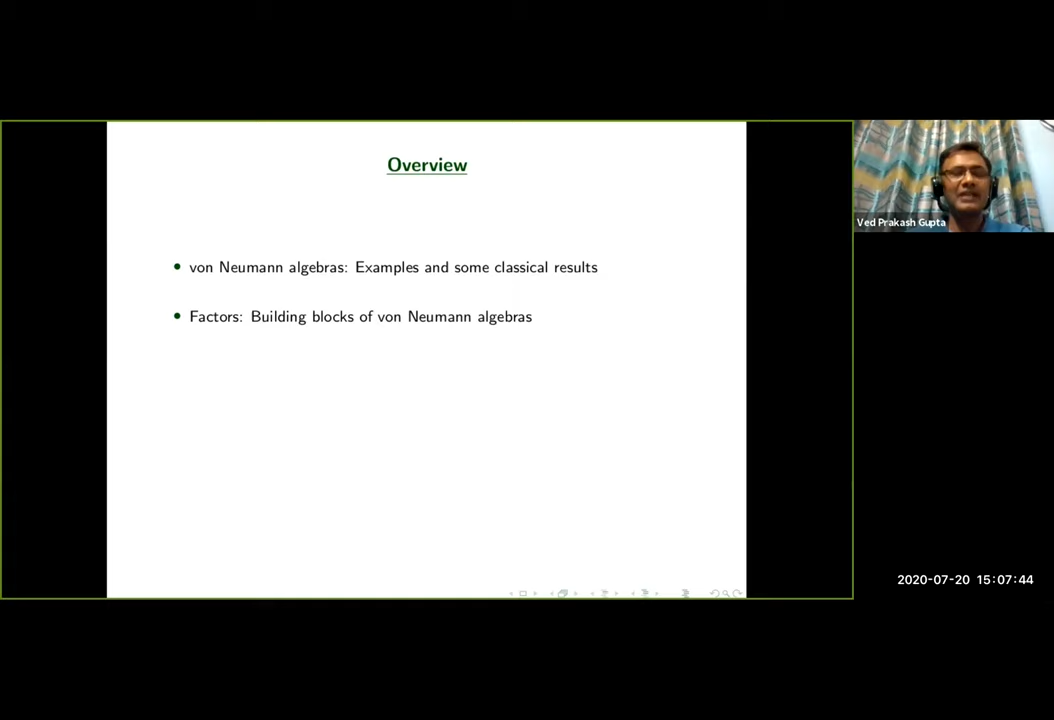 Overview
• von Neumann algebras: Examples and some classical results
• Factors: Building blocks of von Neumann algebras
Ved Prakash Gupta
2020-07-20 15:07:44